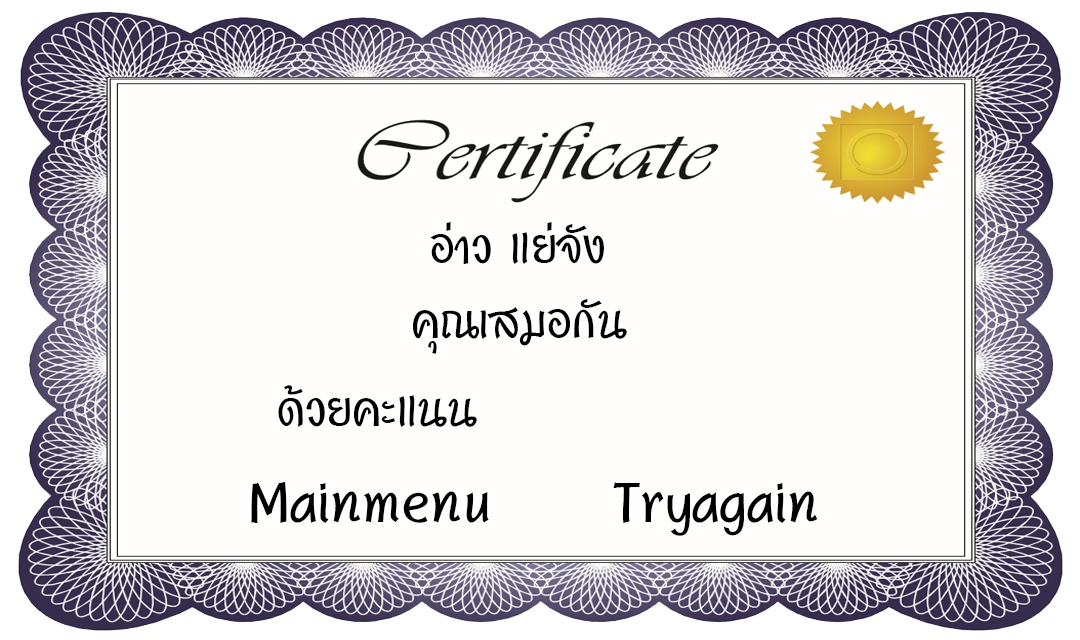 Certificate
อ่าว แย่จัง
คุณเสมอกัน
ด้วยคะแนน
Mainmenu Tryagain